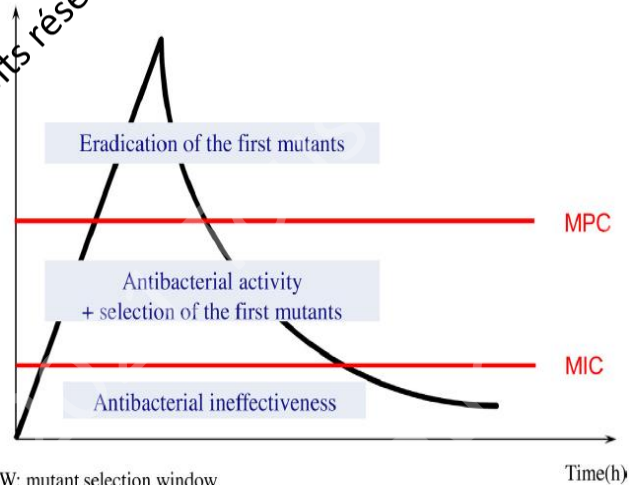 Eradication of the first mutants
MPC
Antibacterial activity
+ selection of the first mutants
MIC
Antibacterial ineffectiveness
Time(h)
W: mutant selection window